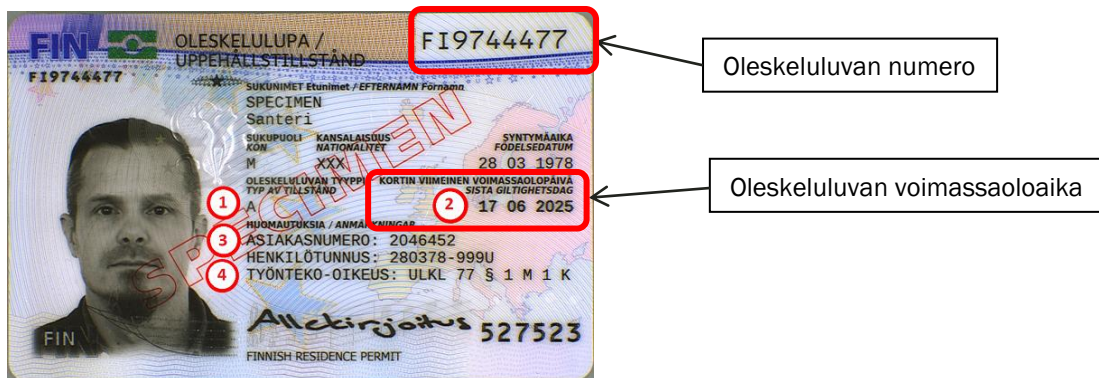 FIN
OLESKELULUPA /
UPPEHÅLLSTILLSTÅND
FI9744477
FI9744477
Oleskeluluvan numero
SUKUNIMET Etunimet / EFTERNAMN Förnamn
SPECIMEN
Santeri
SUKUPUOLI KANSALAISUUS SYNTYMÄAIKA
KÖN NATIONALITET FÖDELSEDATUM
M XXX 28 03 1978
OLESKELULUVAN TYYPPI KORTIN VIIMEINEN VOIMASSAOLOPÄIVÄ
TYP AV TILLSTÅND SISTA GILTIGHETSDAG
1 A 2 17 06 2025
Oleskeluluvan voimassaoloaika
HUOMAUTUKSIA / ANMÄRKNINGAR
3 ASIAKASNUMERO: 2046452
HENKILÖTUNNUS: 280378-999U
4 TYÖNTEKO-OIKEUS: ULKL 77 § 1 M 1 K
SPECIMEN
Allekirjoitus 527523
FIN
FINNISH RESIDENCE PERMIT